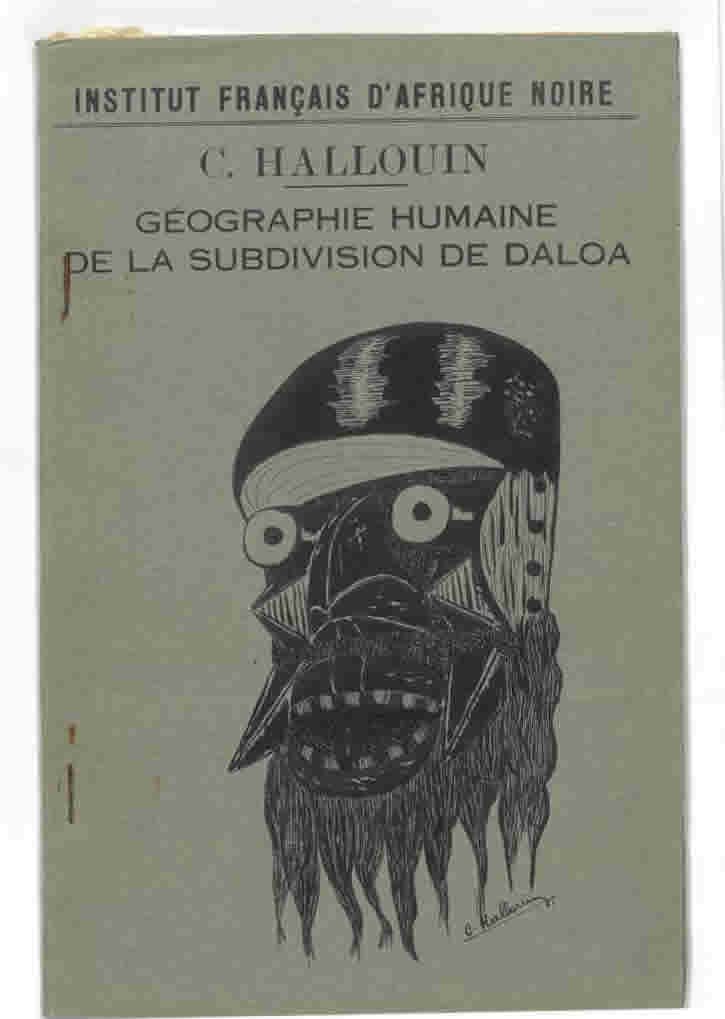 INSTITUT FRANÇAIS D'AFRIQUE NOIRE
C. HALLOUIN
GÉOGRAPHIE HUMAINE
DE LA SUBDIVISION DE DALOA
C. Hallouin